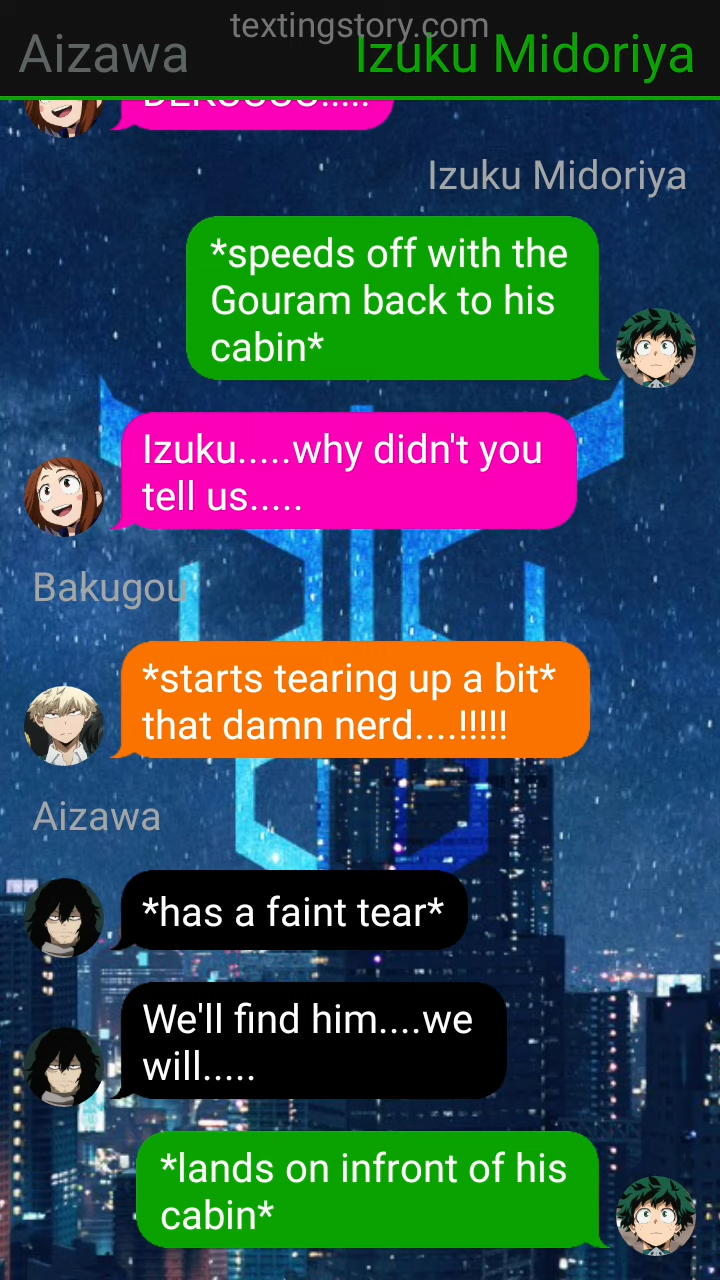 textingstory.com
Aizawa
Izuku Midoriya
Izuku Midoriya
*speeds off with the
Gouram back to his
cabin*
Izuku.....why didn't you
tell us.....
Bakugou
*starts tearing up a bit*
that damn nerd....!!!!!
Aizawa
*has a faint tear*
We'll find him....we
will.....
*lands on infront of his
cabin*